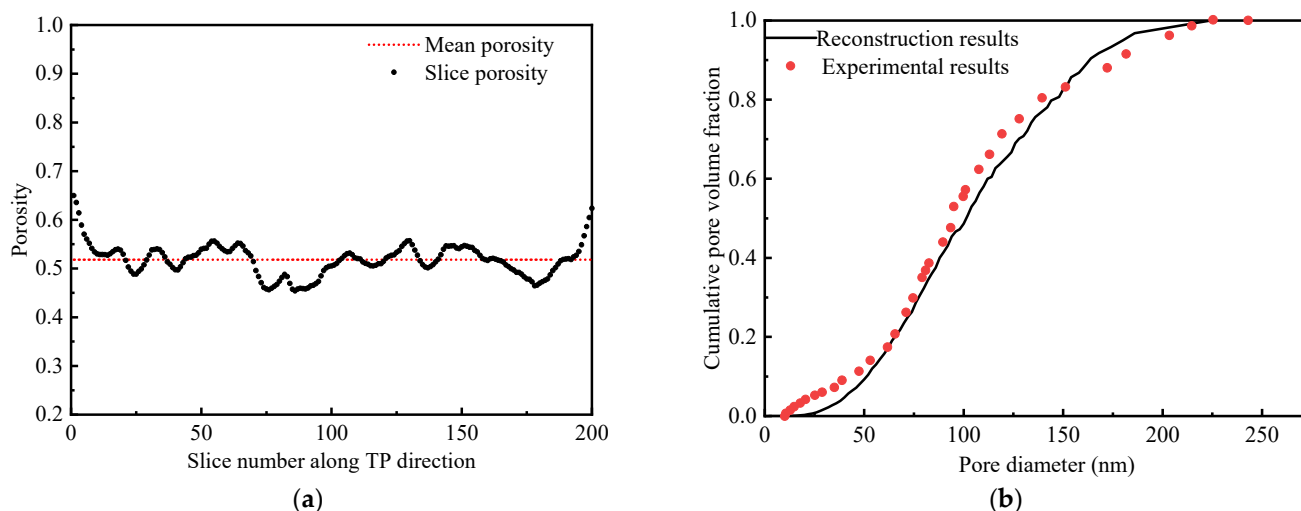 1.0
0.9
0.8
0.7
0.6
0.5
0.4
0.3
0.2
Porosity
Mean porosity
Slice porosity
0 50 100 150 200
Slice number along TP direction
(a)
1.0
0.8
0.6
0.4
0.2
0.0
Cumulative pore volume fraction
Reconstruction results
Experimental results
0 50 100 150 200 250
Pore diameter (nm)
(b)